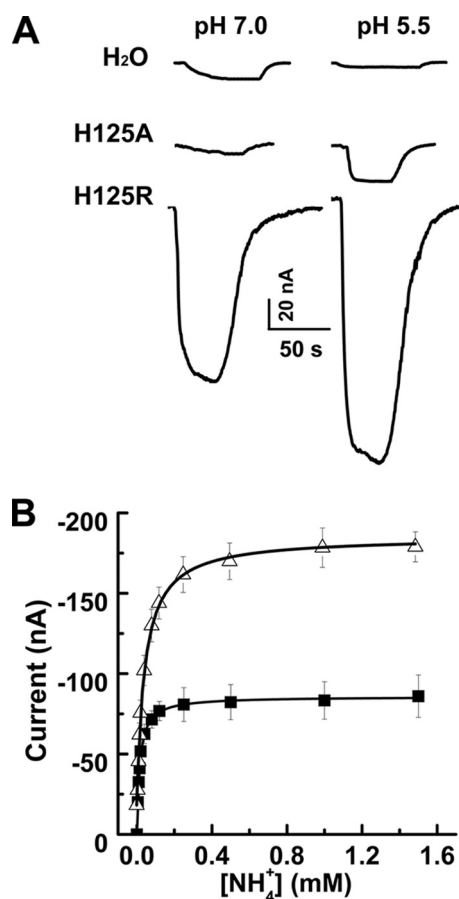 A
pH 7.0 pH 5.5
H₂O
H125A
H125R
20 nA
50 s
B
-200
-150
-100
-50
0
Current (nA)
0.0 0.4 0.8 1.2 1.6
[NH₄⁺] (mM)